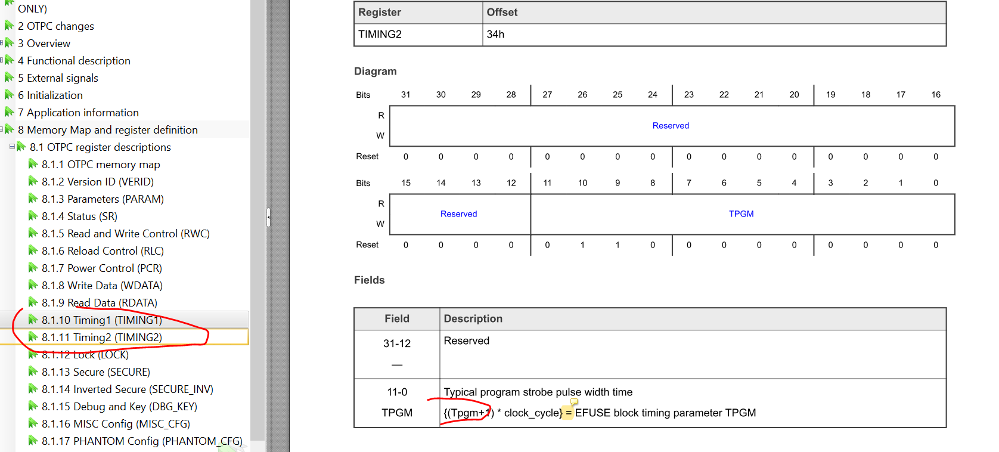 ONLY)
2 OTPC changes
3 Overview
4 Functional description
5 External signals
6 Initialization
7 Application information
8 Memory Map and register definition
8.1 OTPC register descriptions
8.1.1 OTPC memory map
8.1.2 Version ID (VERID)
8.1.3 Parameters (PARAM)
8.1.4 Status (SR)
8.1.5 Read and Write Control (RWC)
8.1.6 Reload Control (RLC)
8.1.7 Power Control (PCR)
8.1.8 Write Data (WDATA)
8.1.9 Read Data (RDATA)
8.1.10 Timing1 (TIMING1)
8.1.11 Timing2 (TIMING2)
8.1.12 Lock (LOCK)
8.1.13 Secure (SECURE)
8.1.14 Inverted Secure (SECURE_INV)
8.1.15 Debug and Key (DBG_KEY)
8.1.16 MISC Config (MISC_CFG)
8.1.17 PHANTOM Config (PHANTOM_CFG)
Register Offset
TIMING2 34h
Diagram
Bits 31 30 29 28 27 26 25 24 23 22 21 20 19 18 17 16
R
Reserved
W
Reset 0 0 0 0 0 0 0 0 0 0 0 0 0 0 0 0
Bits 15 14 13 12 11 10 9 8 7 6 5 4 3 2 1 0
R
Reserved TPGM
W
Reset 0 0 0 0 0 1 1 0 0 0 0 0 0 0 0 0
Fields
Field Description
31-12 Reserved
—
11-0 Typical program strobe pulse width time
TPGM {(Tpgm+1) * clock_cycle} = EFUSE block timing parameter TPGM